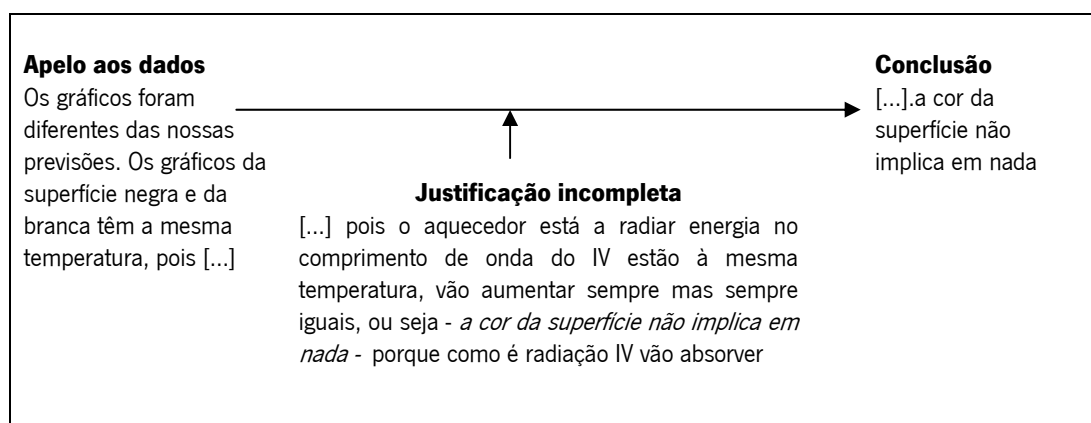 Apelo aos dados
Os gráficos foram
diferentes das nossas
previsões. Os gráficos da
superfície negra e da
branca têm a mesma
temperatura, pois [...]
Conclusão
[...].a cor da
superfície não
implica em nada
Justificação incompleta
[...] pois o aquecedor está a radiar energia no
comprimento de onda do IV estão à mesma
temperatura, vão aumentar sempre mas sempre
iguais, ou seja - a cor da superfície não implica em
nada - porque como é radiação IV vão absorver